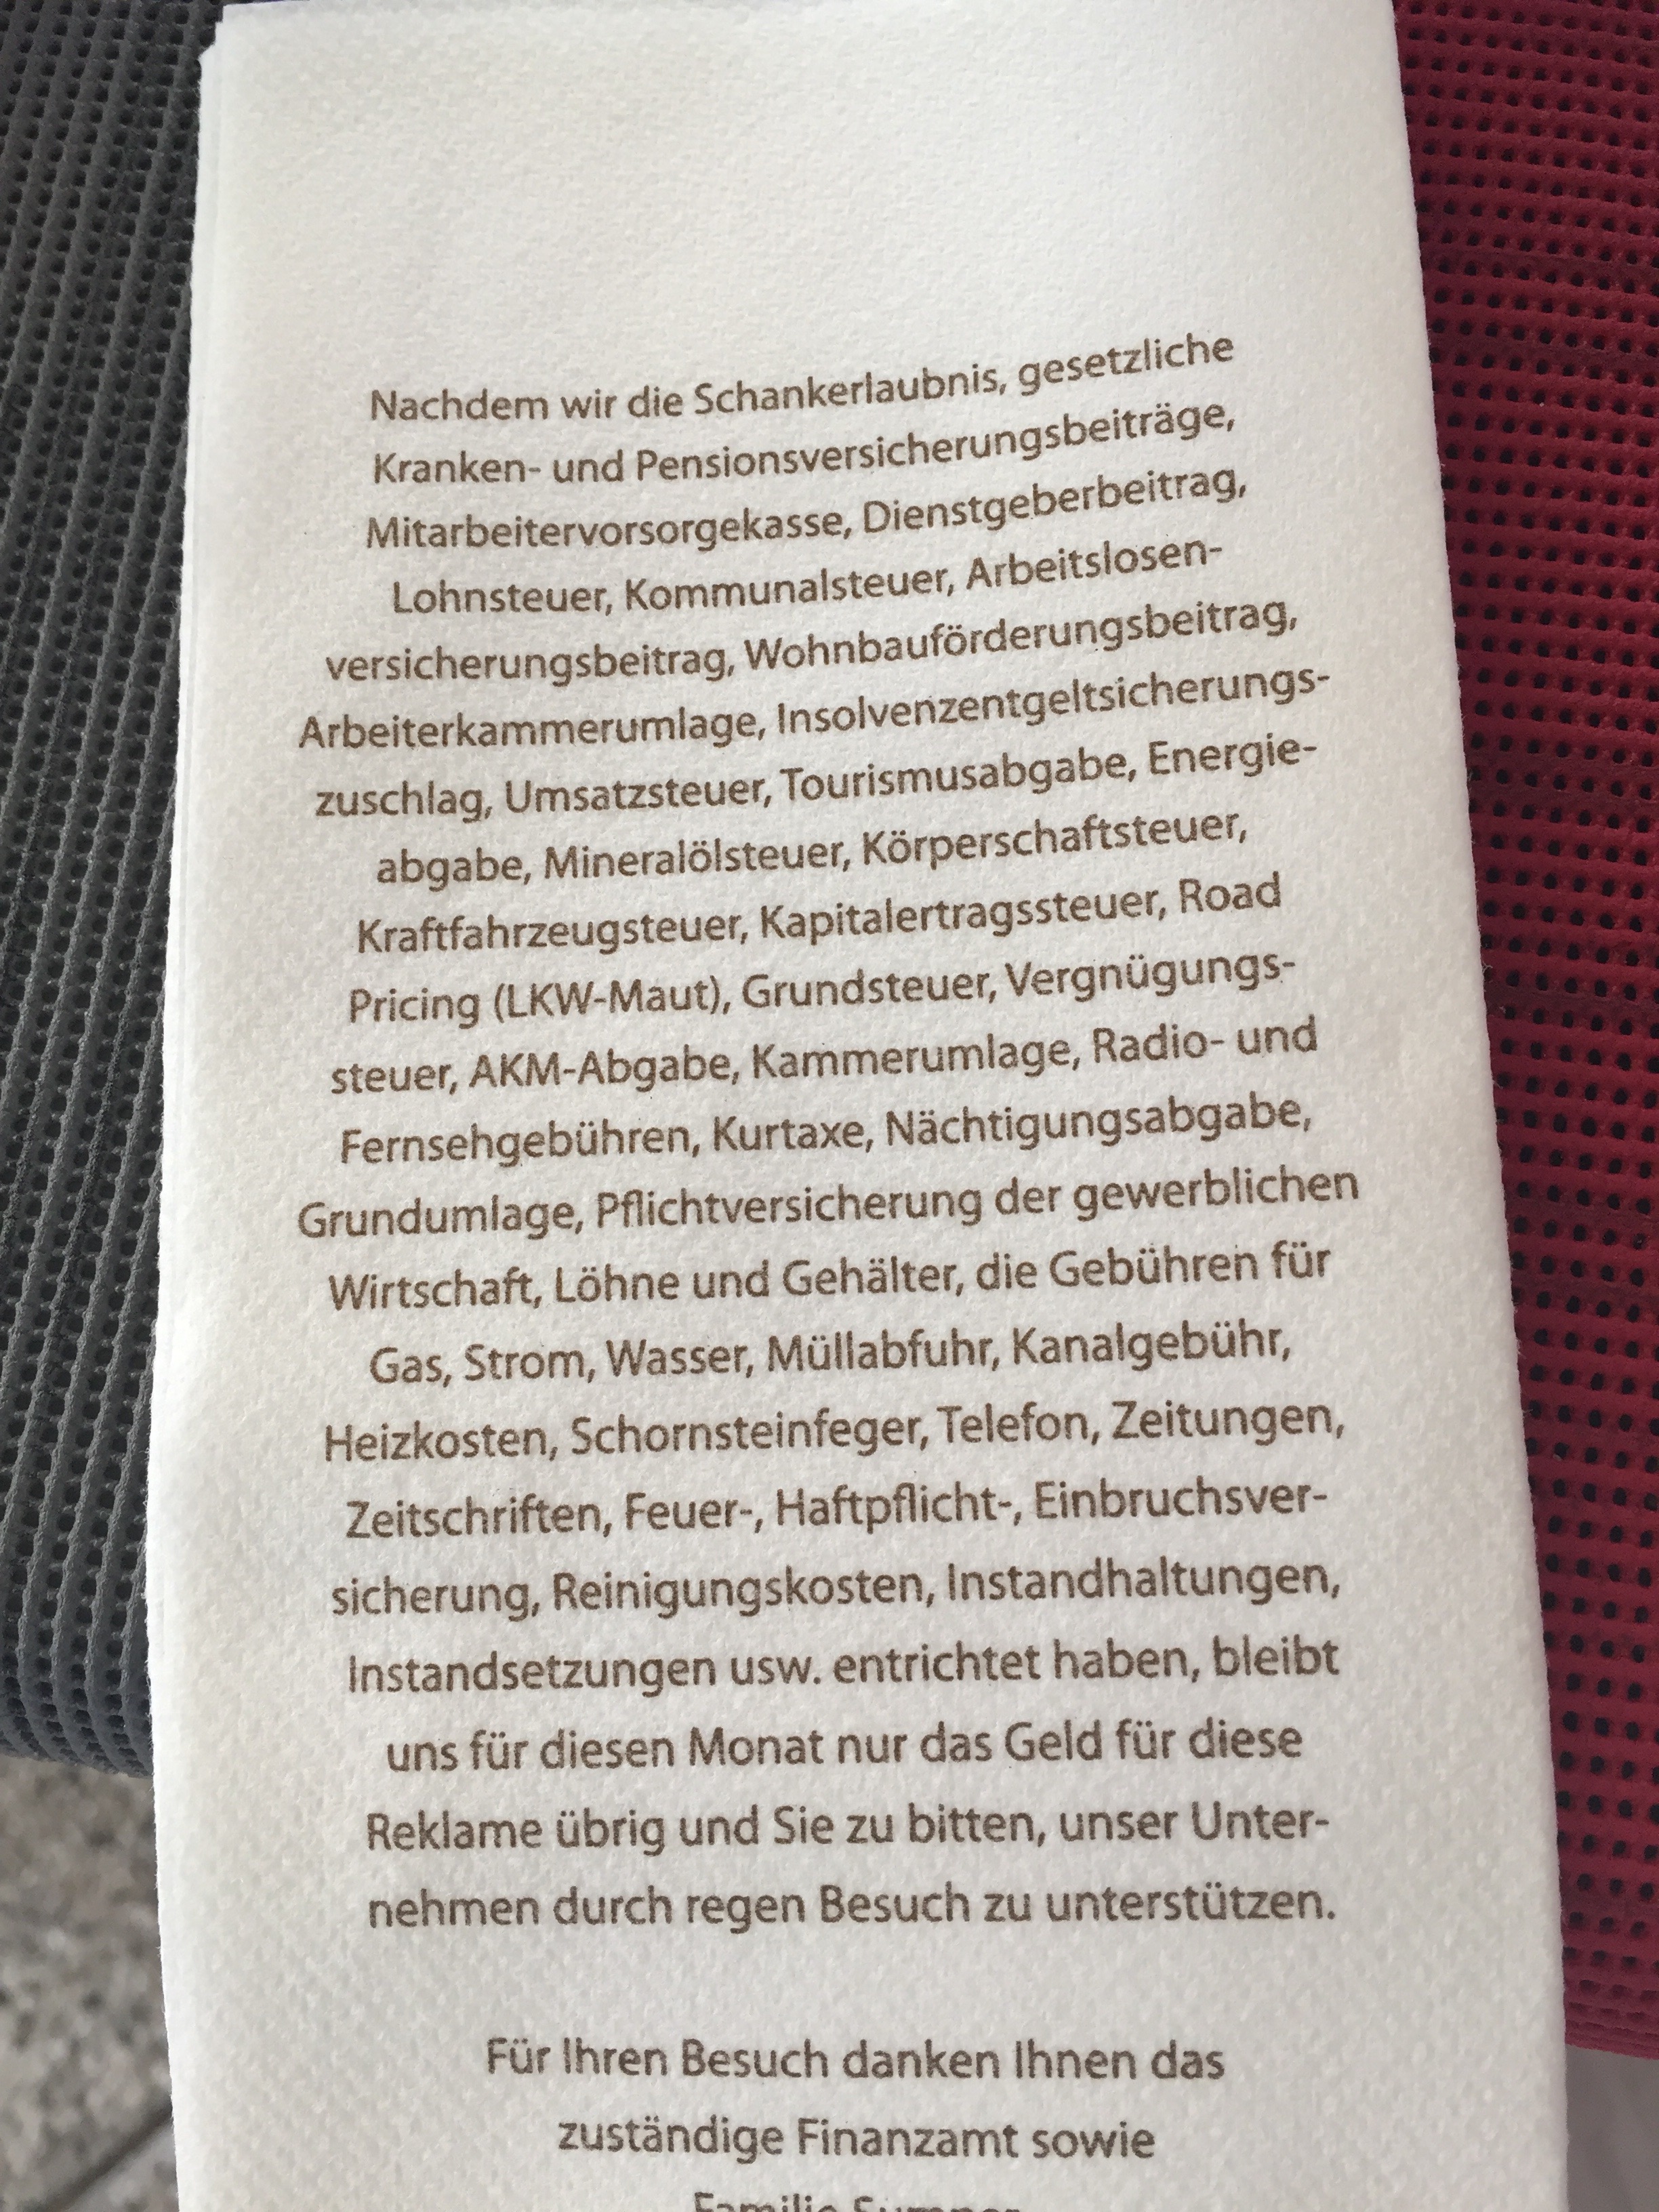 Nachdem wir die Schankerlaubnis, gesetzliche
Kranken- und Pensionsversicherungsbeiträge,
Mitarbeitervorsorgekasse, Dienstgeberbeitrag,
Lohnsteuer, Kommunalsteuer, Arbeitslosen-
versicherungsbeitrag, Wohnbauförderungsbeitrag,
Arbeiterkammerumlage, Insolvenzentgeltsicherungs-
zuschlag, Umsatzsteuer, Tourismusabgabe, Energie-
abgabe, Mineralölsteuer, Körperschaftsteuer,
Kraftfahrzeugsteuer, Kapitalertragssteuer, Road
Pricing (LKW-Maut), Grundsteuer, Vergnügungs-
steuer, AKM-Abgabe, Kammerumlage, Radio- und
Fernsehgebühren, Kurtaxe, Nächtigungsabgabe,
Grundumlage, Pflichtversicherung der gewerblichen
Wirtschaft, Löhne und Gehälter, die Gebühren für
Gas, Strom, Wasser, Müllabfuhr, Kanalgebühr,
Heizkosten, Schornsteinfeger, Telefon, Zeitungen,
Zeitschriften, Feuer-, Haftpflicht-, Einbruchsver-
sicherung, Reinigungskosten, Instandhaltungen,
Instandsetzungen usw. entrichtet haben, bleibt
uns für diesen Monat nur das Geld für diese
Reklame übrig und Sie zu bitten, unser Unter-
nehmen durch regen Besuch zu unterstützen.
Für Ihren Besuch danken Ihnen das
zuständige Finanzamt sowie
Familie